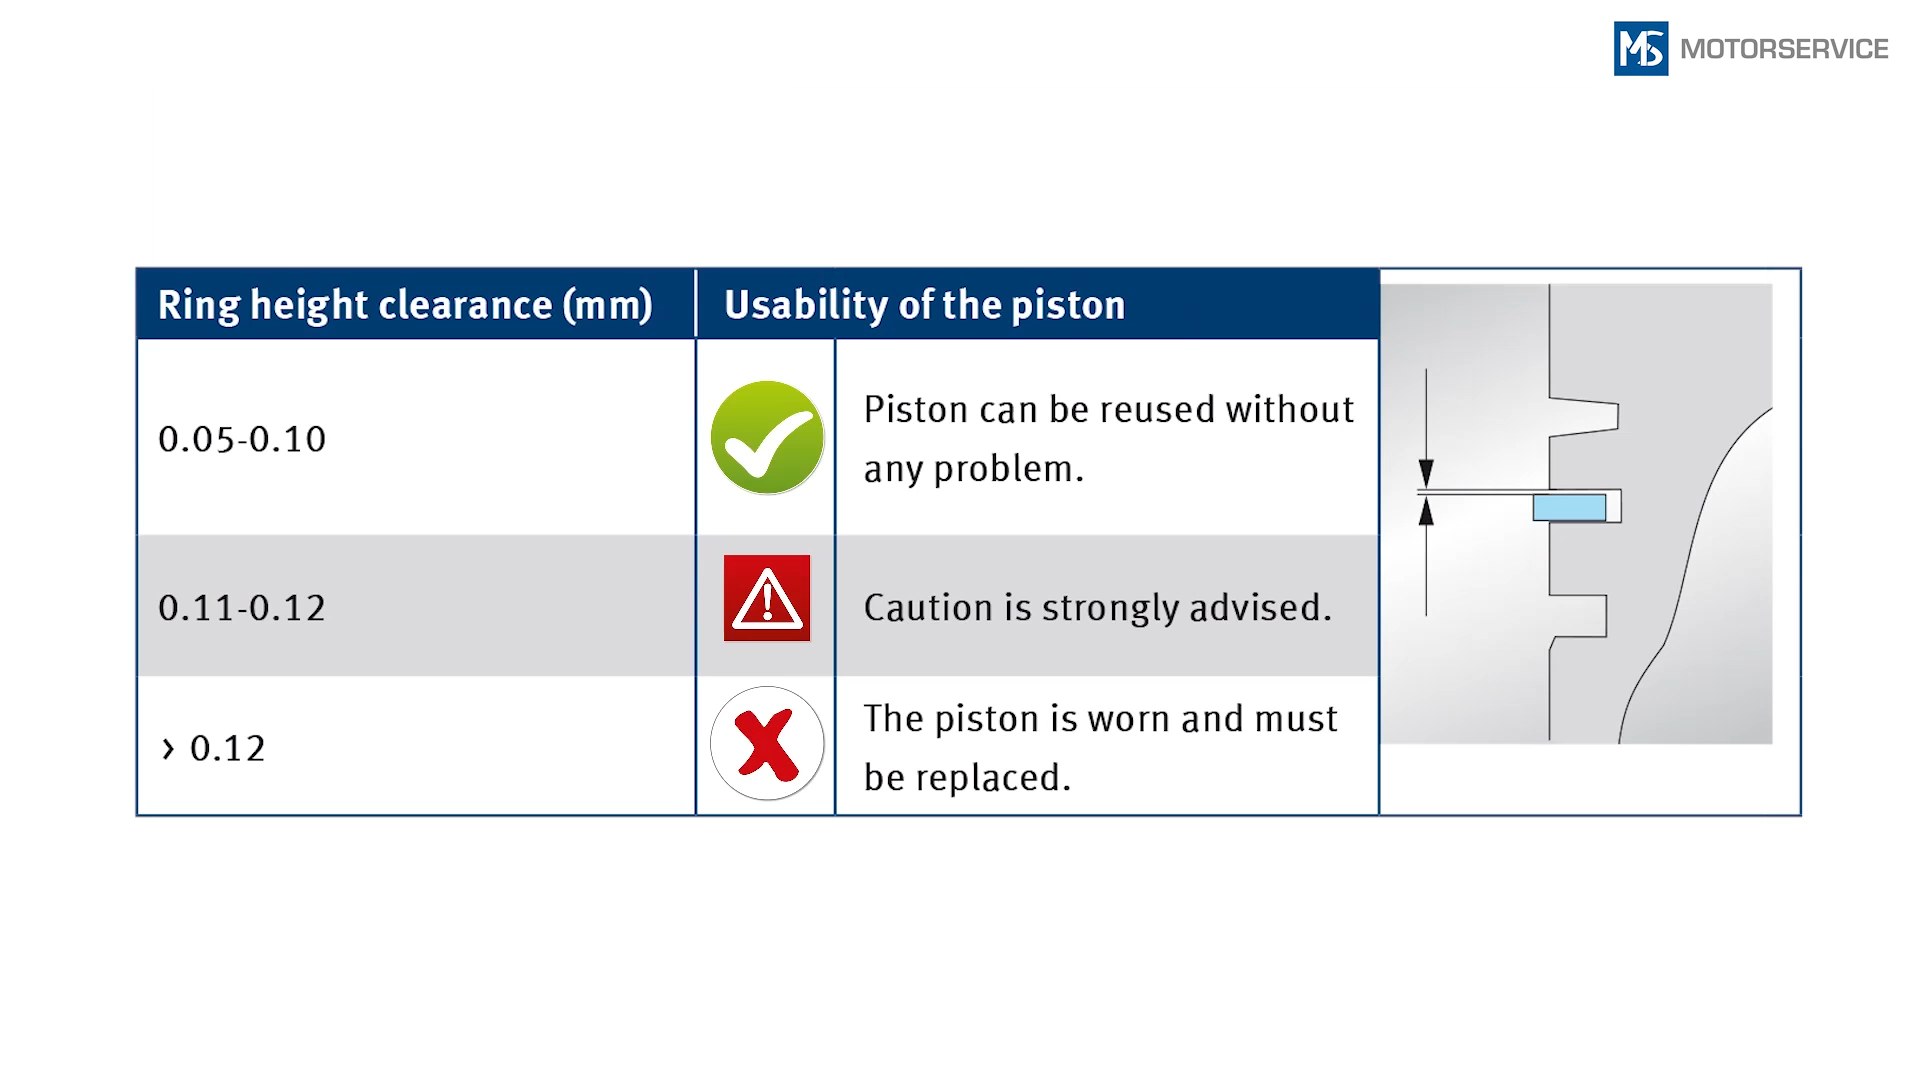 MS MOTORSERVICE
Ring height clearance (mm)
Usability of the piston
0.05-0.10
Piston can be reused without
any problem.
0.11-0.12
Caution is strongly advised.
> 0.12
The piston is worn and must
be replaced.